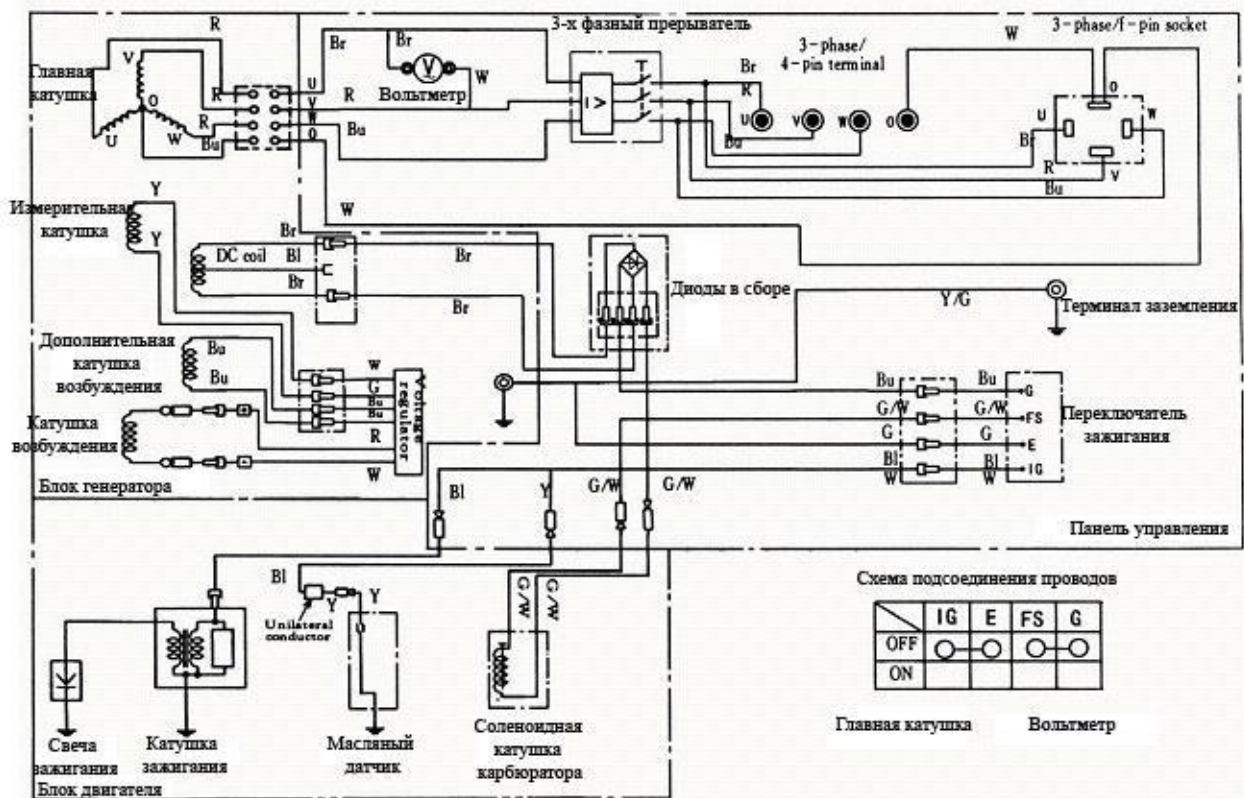 R
3-х фазный прерыватель
3-phase/f-pin socket
W
3-phase/
4-pin terminal
Главная
катушка
V
O
U
W
R
R
Bu
U
V
W
O
Br
Br
V
Вольтметр
W
R
Bu
I>
Br
R
U
V
W
O
Bu
O
U
Br
W
R
V
Bu
Измерительная
катушка
Y
Y
DC coil
Br
Bl
Br
W
Br
Br
Диоды в сборе
Y/G
Терминал заземления
Дополнительная
катушка
возбуждения
Bu
Bu
Катушка
возбуждения
W
G
Bu
Bu
R
W
Voltage
regulator
Bu
G/W
G
Bl
W
Bu
G/W
G
Bl
W
G
FS
E
IG
Переключатель
зажигания
Блок генератора
Панель управления
Bl
Y
G/W
G/W
Bl
Y
Y
Unilateral
conductor
G/W
G/W
Свеча
зажигания
Катушка
зажигания
Масляный
датчик
Соленоидная
катушка
карбюратора
Блок двигателя
Схема подсоединения проводов
IG E FS G
OFF
ON
Главная катушка Вольтметр